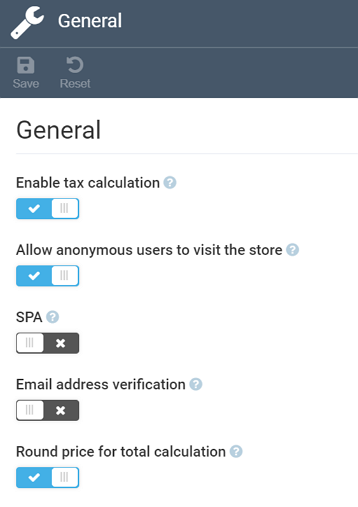 General
Save Reset
General
Enable tax calculation ?
Allow anonymous users to visit the store ?
SPA ?
Email address verification ?
Round price for total calculation ?